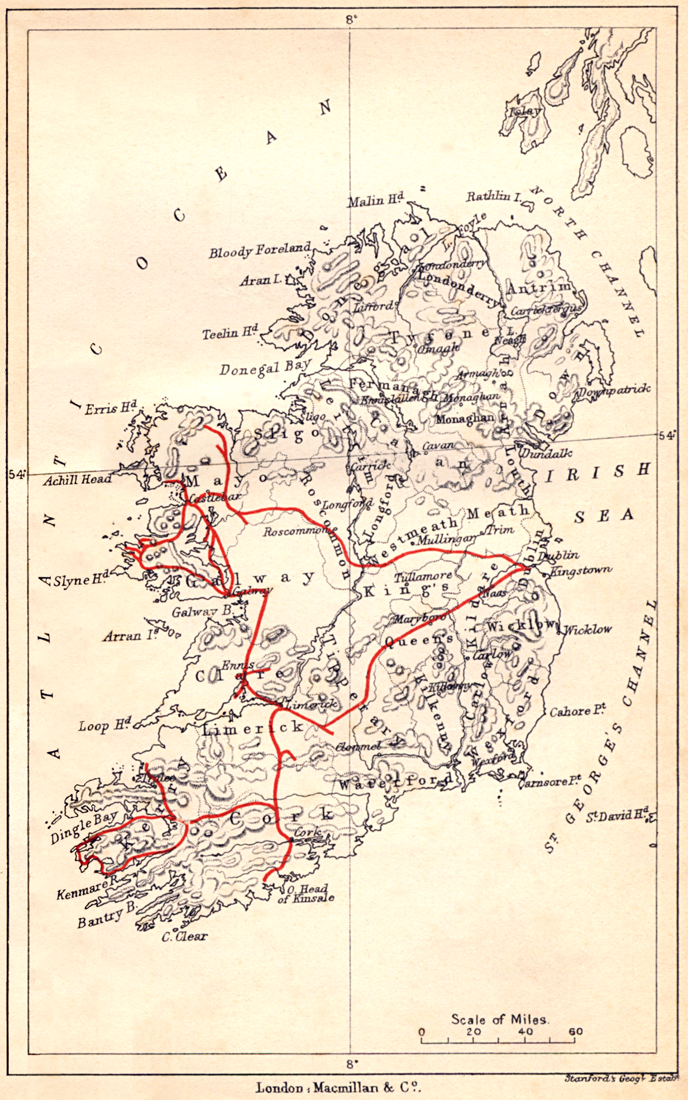 8°
NORTH CHANNEL
ATLANTIC OCEAN
Islay
Malin Hd
Rathlin I.
L. Foyle
Bloody Foreland
Londonderry
Aran I.
Donegal
Londonderry
Antrim
Lifford
Carrickfergus
Teelin Hd
Tyrone
L. Neagh
Omagh
Donegal Bay
Armagh
Down
Fermanagh
Downpatrick
Enniskillen
Monaghan
Erris Hd
Sligo
Monaghan
Armagh
Leitrim
Cavan
54°
54°
Cavan
Dundalk
Carrick
Louth
Achill Head
Mayo
Castlebar
Roscommon
Longford
Longford
IRISH SEA
Meath
Westmeath
Roscommon
Mullingar
Trim
Dublin
Dublin
Kingstown
Slyne Hd
Galway
Tullamore
King's
Kildare
Naas
Galway
Galway B.
Maryboro
Wicklow
Wicklow
Arran I.
Queen's
Carlow
Ennis
Clare
Tipperary
Kilkenny
Kilkenny
Carlow
Wexford
Limerick
Loop Hd
Cahore Pt.
Limerick
Clonmel
Wexford
Tralee
Waterford
Carnsore Pt.
Kerry
Dingle Bay
Cork
St. David Hd.
ST. GEORGE'S CHANNEL
Cork
Kenmare R.
O. Head of Kinsale
Bantry B.
C. Clear
Scale of Miles.
0 20 40 60
8°
London: Macmillan & Co.
Stanford's Geogl. Estabt.